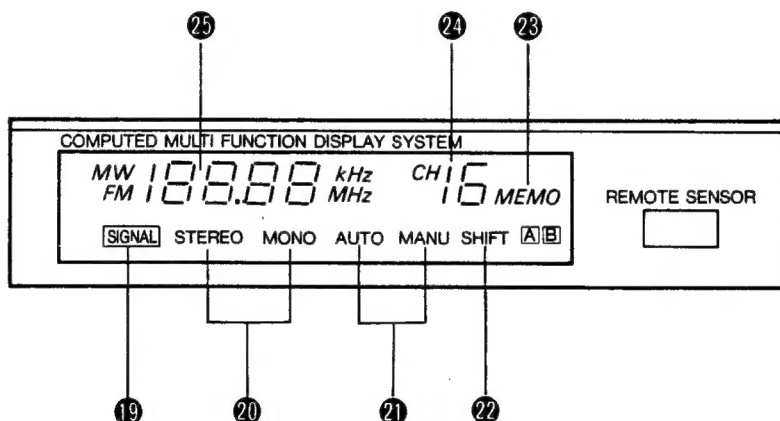 25 24 23
COMPUTED MULTI FUNCTION DISPLAY SYSTEM
MW 188.88 kHz CH 16 MEMO
FM MHz
REMOTE SENSOR
SIGNAL STEREO MONO AUTO MANU SHIFT A B
19 20 21 22